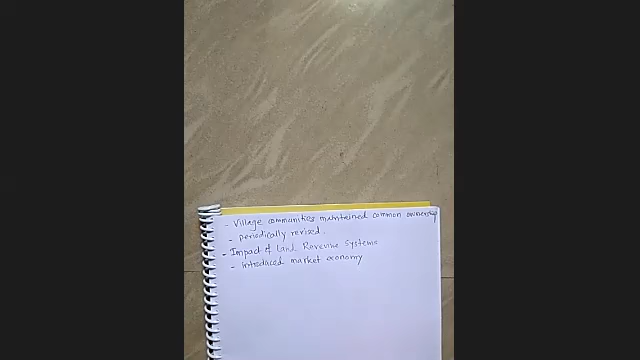 - Village communities maintained common ownership
- Periodically revised.
- Impact of Land Revenue Systems
- introduced market economy